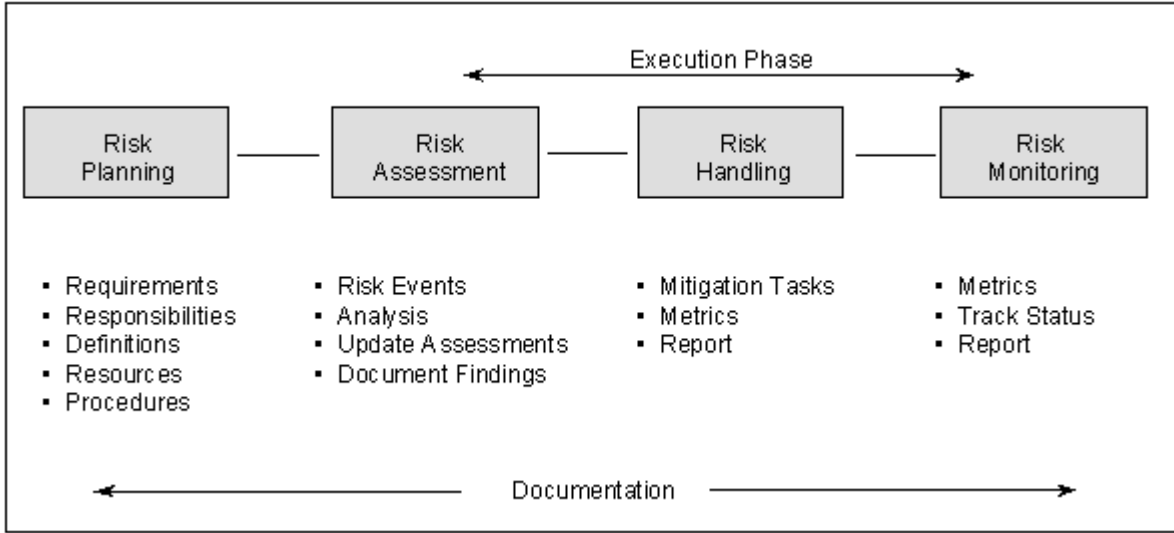 Execution Phase
Risk
Planning
Risk
Assessment
Risk
Handling
Risk
Monitoring
▪ Requirements
▪ Responsibilities
▪ Definitions
▪ Resources
▪ Procedures
▪ Risk Events
▪ Analysis
▪ Update Assessments
▪ Document Findings
▪ Mitigation Tasks
▪ Metrics
▪ Report
▪ Metrics
▪ Track Status
▪ Report
Documentation